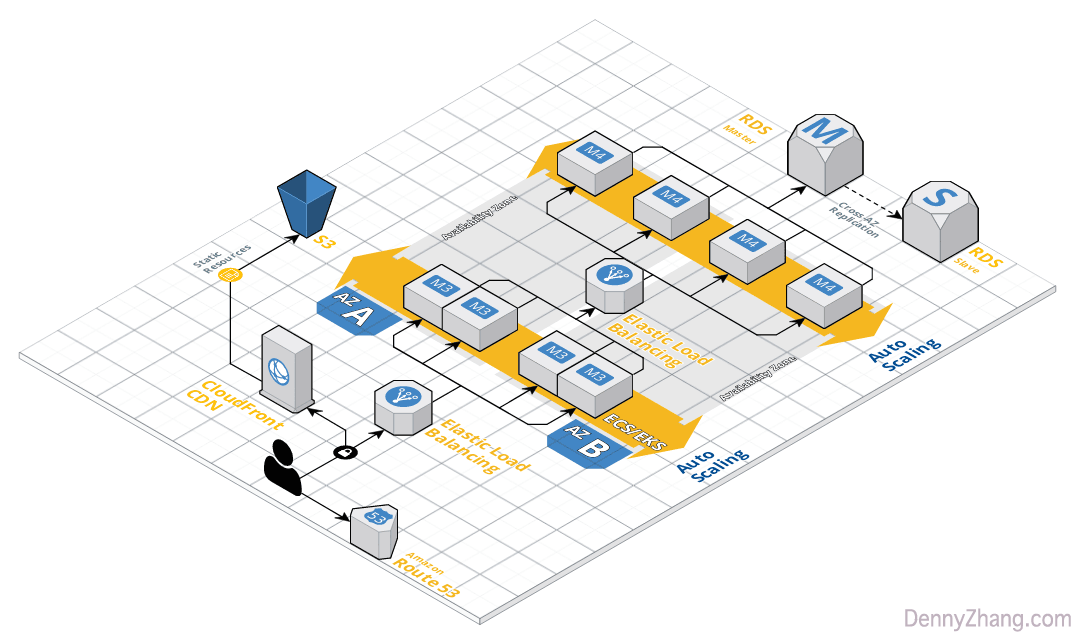 RDS
Master
M
S
Cross-AZ
Replication
RDS
Slave
M4
M4
M4
M4
Availability Zone
S3
Static
Resources
M3
M3
AZ
A
Elastic Load
Balancing
M3
M3
Availability Zone
Auto
Scaling
CloudFront
CDN
Elastic Load
Balancing
ECS/EKS
AZ
B
Auto
Scaling
53
Amazon
Route 53
DennyZhang.com